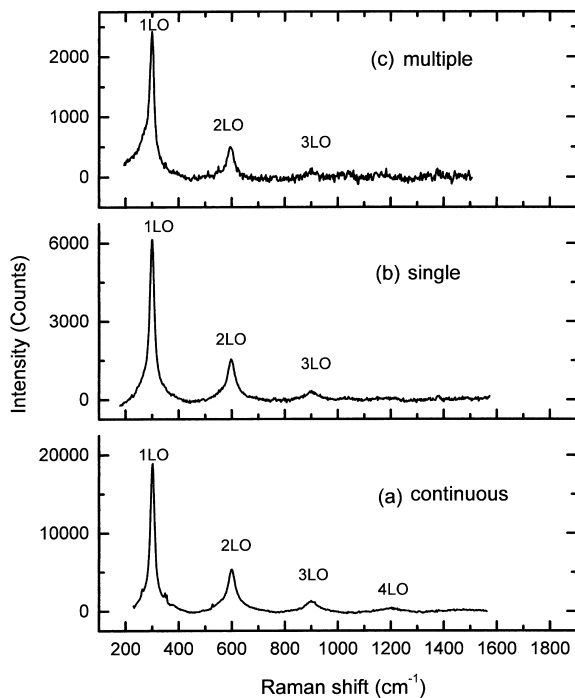 1LO
2000
(c) multiple
2LO
3LO
1000
0
1LO
6000
(b) single
2LO
3000
3LO
0
Intensity (Counts)
1LO
20000
(a) continuous
2LO
10000
3LO
4LO
0
200 400 600 800 1000 1200 1400 1600 1800
Raman shift (cm⁻¹)